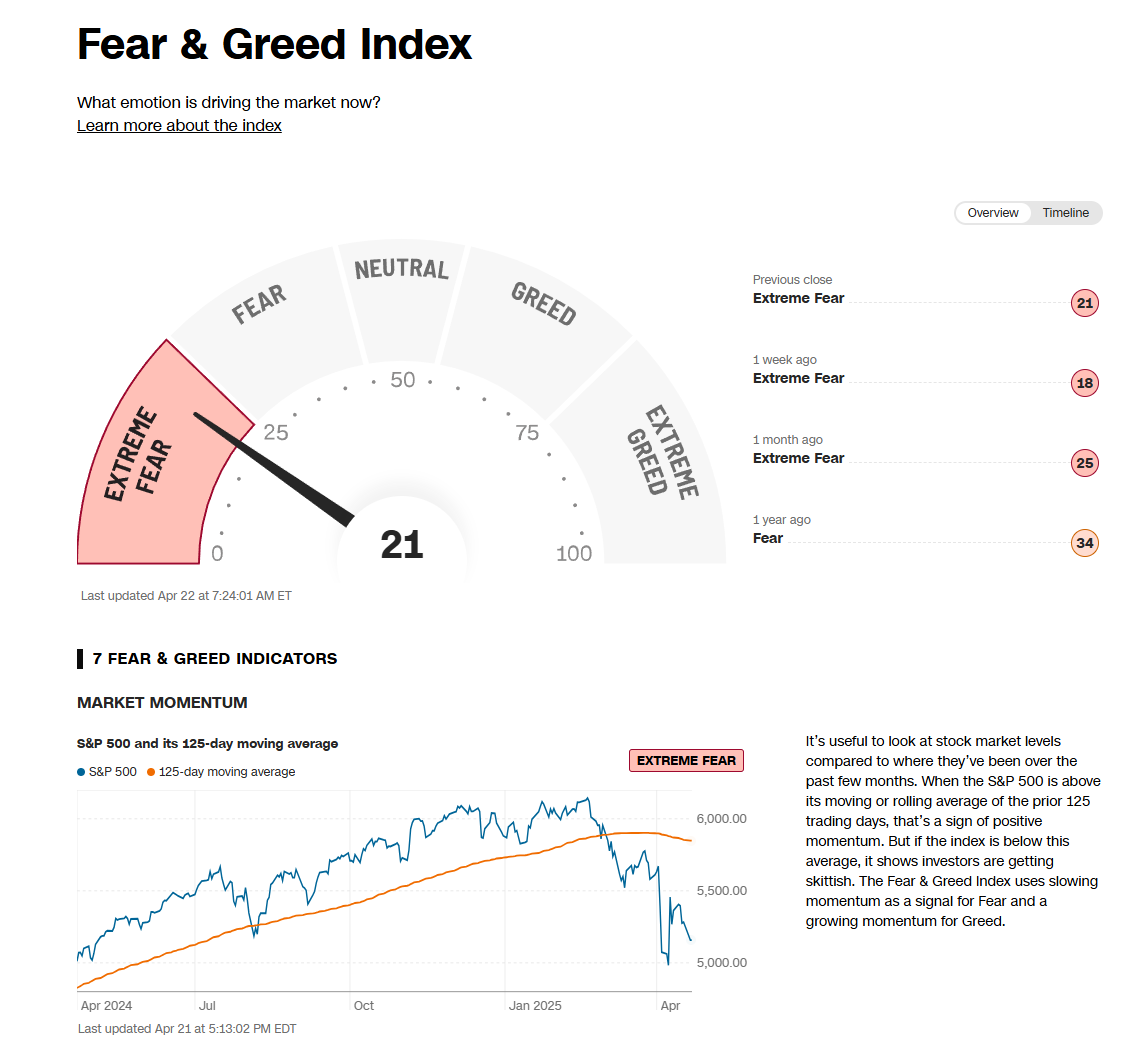 Fear & Greed Index
What emotion is driving the market now?
Learn more about the index
Overview
Timeline
EXTREME
FEAR
FEAR
NEUTRAL
GREED
EXTREME
GREED
0
25
50
75
100
21
Last updated Apr 22 at 7:24:01 AM ET
Previous close
Extreme Fear
21
1 week ago
Extreme Fear
18
1 month ago
Extreme Fear
25
1 year ago
Fear
34
7 FEAR & GREED INDICATORS
MARKET MOMENTUM
S&P 500 and its 125-day moving average
S&P 500
125-day moving average
EXTREME FEAR
6,000.00
5,500.00
5,000.00
Apr 2024
Jul
Oct
Jan 2025
Apr
Last updated Apr 21 at 5:13:02 PM EDT
It's useful to look at stock market levels
compared to where they've been over the
past few months. When the S&P 500 is above
its moving or rolling average of the prior 125
trading days, that's a sign of positive
momentum. But if the index is below this
average, it shows investors are getting
skittish. The Fear & Greed Index uses slowing
momentum as a signal for Fear and a
growing momentum for Greed.